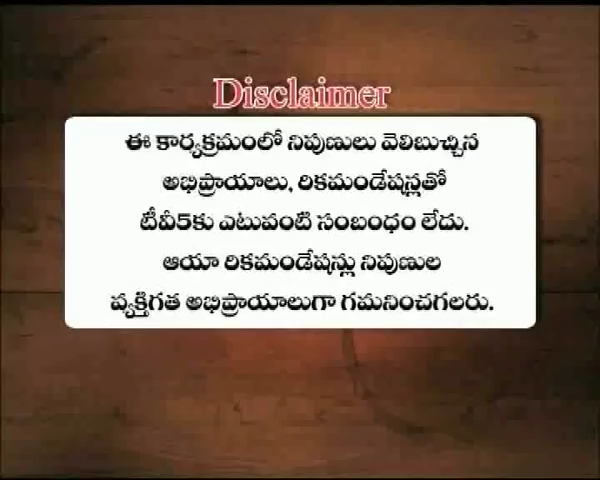 Disclaimer
ఈ కార్యక్రమంలో నిపుణులు వెలిబుచ్చిన
అభిప్రాయాలు, రికమండేషన్లతో
టీవీ5కు ఎటువంటి సంబంధం లేదు.
ఆయా రికమండేషన్లు నిపుణుల
వ్యక్తిగత అభిప్రాయాలుగా గమనించగలరు.